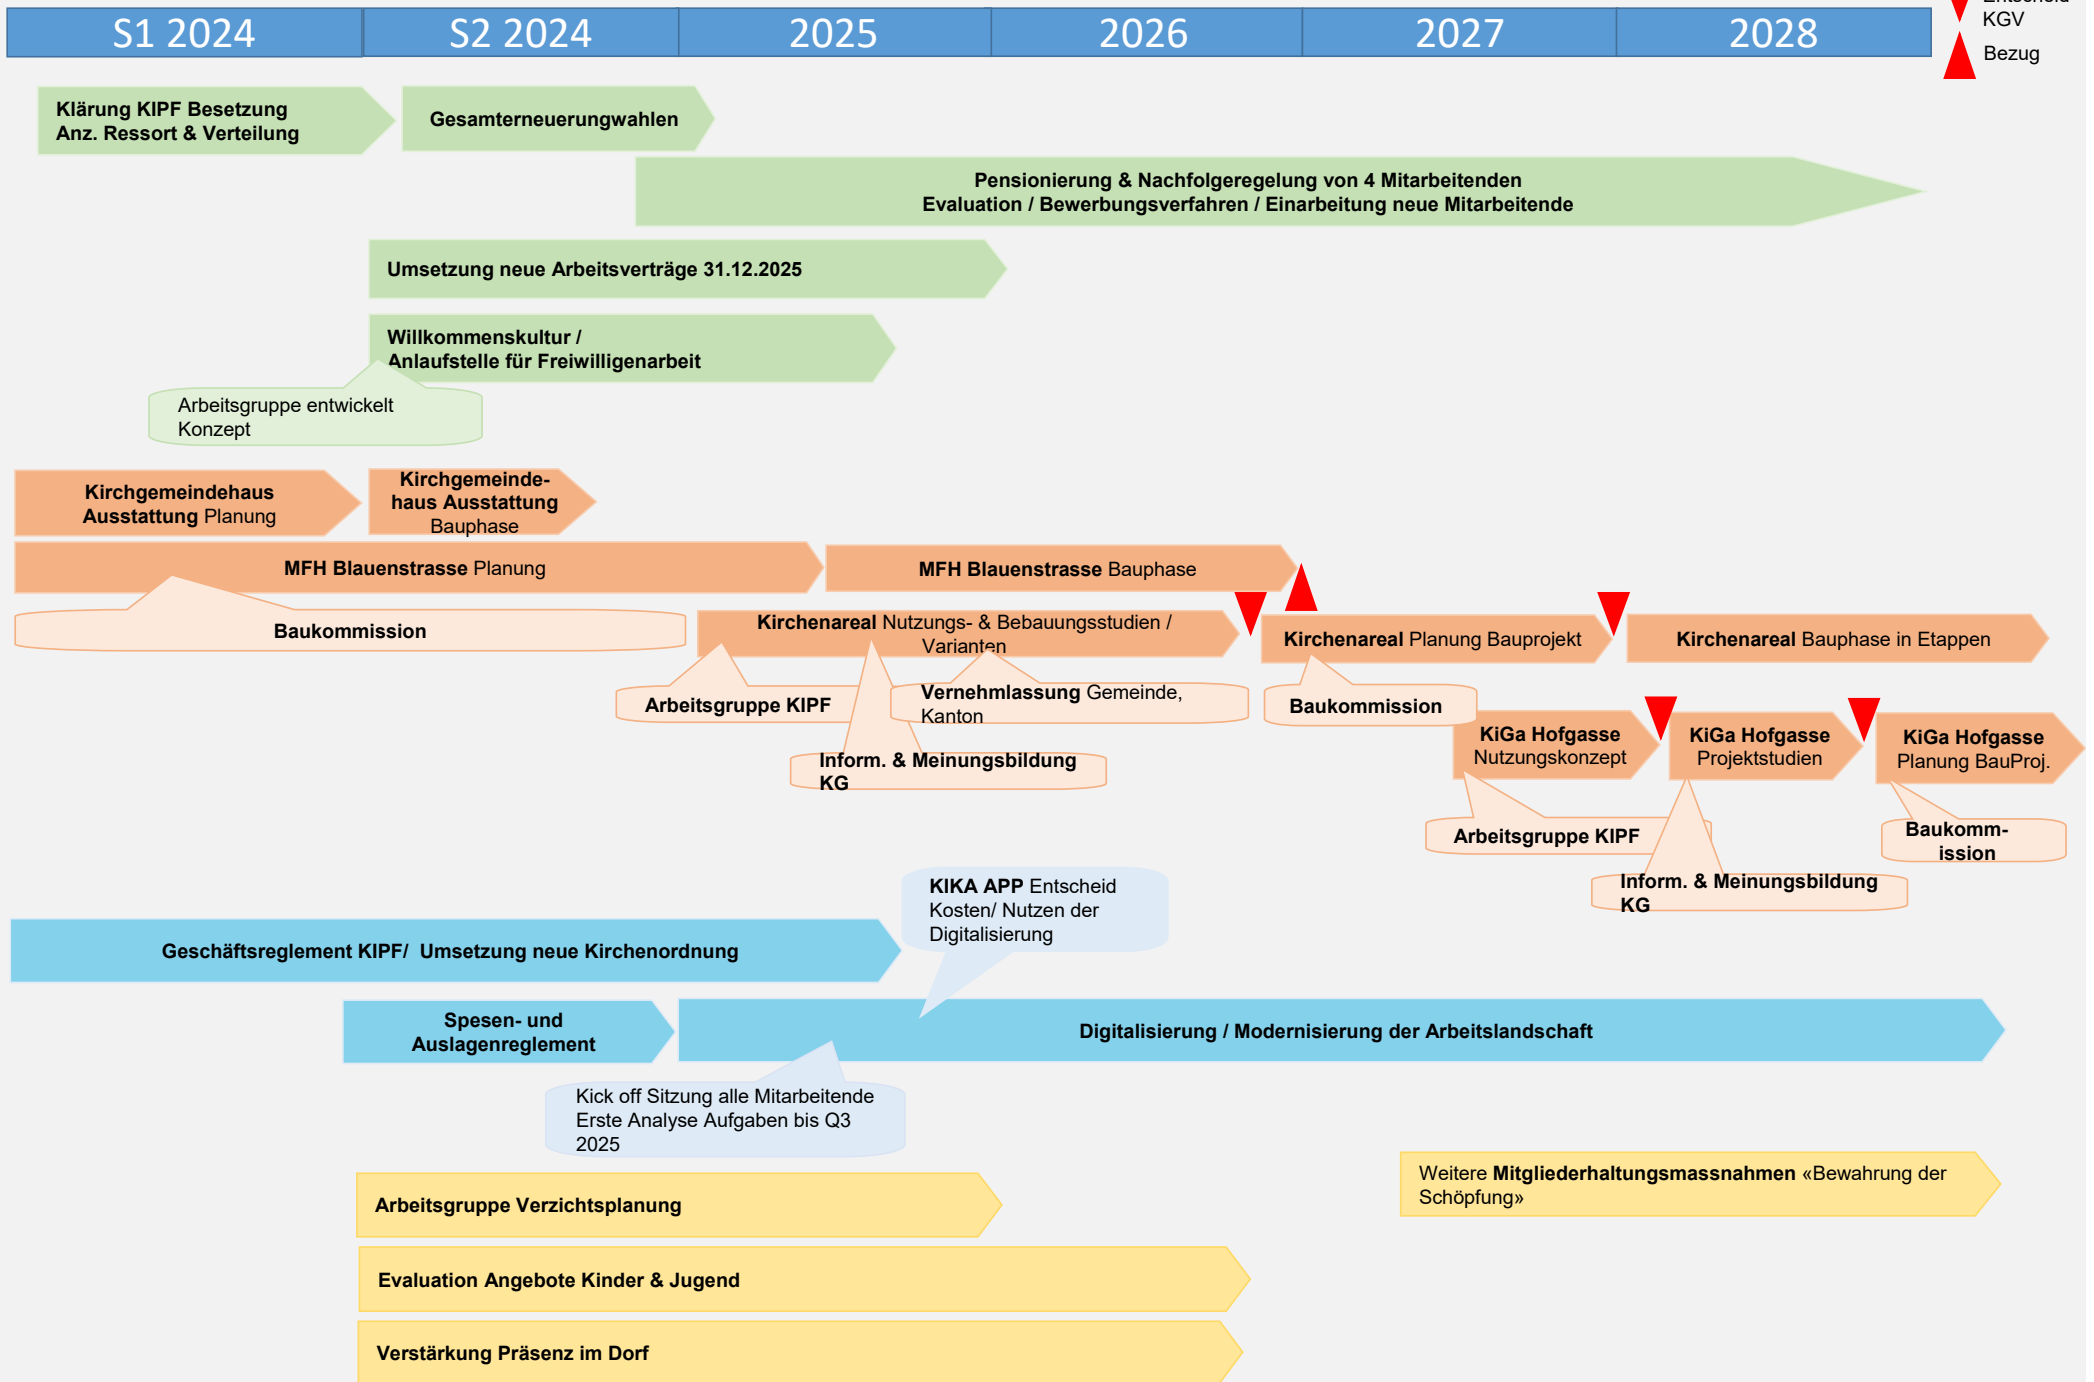 Entscheid
KGV
Bezug
S1 2024
S2 2024
2025
2026
2027
2028
Klärung KIPF Besetzung
Anz. Ressort & Verteilung
Gesamterneuerungwahlen
Pensionierung & Nachfolgeregelung von 4 Mitarbeitenden
Evaluation / Bewerbungsverfahren / Einarbeitung neue Mitarbeitende
Umsetzung neue Arbeitsverträge 31.12.2025
Willkommenskultur /
Anlaufstelle für Freiwilligenarbeit
Arbeitsgruppe entwickelt
Konzept
Kirchgemeindehaus
Ausstattung Planung
Kirchgemeinde-
haus Ausstattung
Bauphase
MFH Blauenstrasse Planung
MFH Blauenstrasse Bauphase
Baukommission
Kirchenareal Nutzungs- & Bebauungsstudien /
Varianten
Kirchenareal Planung Bauprojekt
Kirchenareal Bauphase in Etappen
Arbeitsgruppe KIPF
Vernehmlassung Gemeinde,
Kanton
Baukommission
Inform. & Meinungsbildung
KG
KiGa Hofgasse
Nutzungskonzept
KiGa Hofgasse
Projektstudien
KiGa Hofgasse
Planung BauProj.
Arbeitsgruppe KIPF
Baukomm-
ission
Inform. & Meinungsbildung
KG
KIKA APP Entscheid
Kosten/ Nutzen der
Digitalisierung
Geschäftsreglement KIPF/ Umsetzung neue Kirchenordnung
Spesen- und
Auslagenreglement
Digitalisierung / Modernisierung der Arbeitslandschaft
Kick off Sitzung alle Mitarbeitende
Erste Analyse Aufgaben bis Q3
2025
Weitere Mitgliederhaltungsmassnahmen «Bewahrung der
Schöpfung»
Arbeitsgruppe Verzichtsplanung
Evaluation Angebote Kinder & Jugend
Verstärkung Präsenz im Dorf